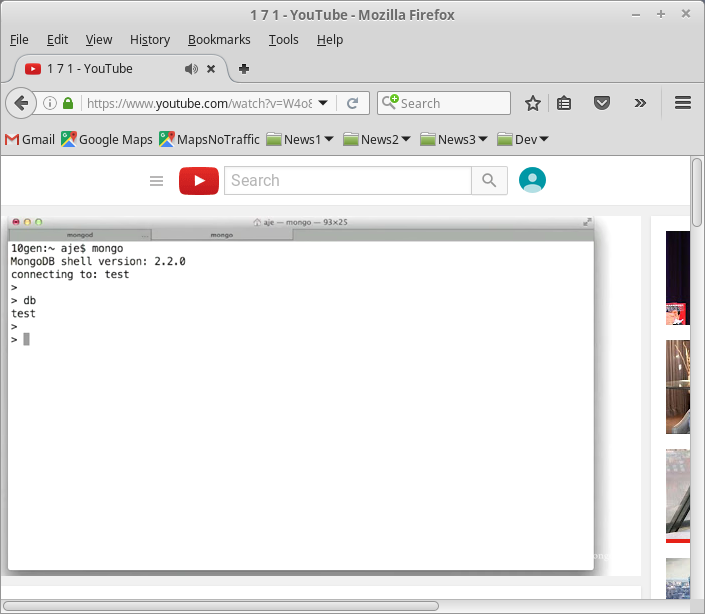 1 7 1 - YouTube - Mozilla Firefox
File Edit View History Bookmarks Tools Help
1 7 1 - YouTube
https://www.youtube.com/watch?v=W4o8
Search
Gmail Google Maps MapsNoTraffic News1 News2 News3 Dev
Search
aje — mongo — 93×25
mongod mongo
10gen:~ aje$ mongo
MongoDB shell version: 2.2.0
connecting to: test
>
> db
test
>
>